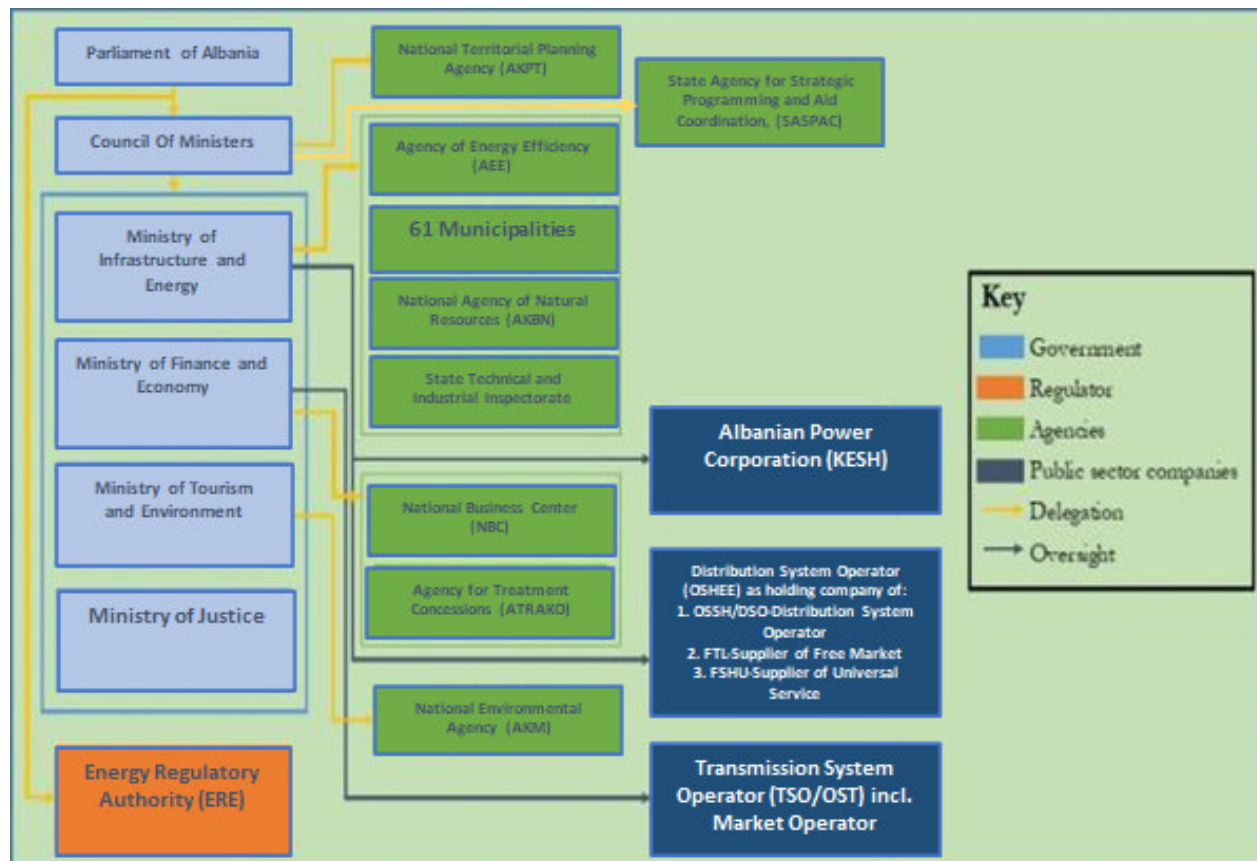 Parliament of Albania
Council Of Ministers
Ministry of
Infrastructure and
Energy
Ministry of Finance and
Economy
Ministry of Tourism
and Environment
Ministry of Justice
Energy Regulatory
Authority (ERE)
National Territorial Planning
Agency (AKPT)
State Agency for Strategic
Programming and Aid
Coordination, (SASPAC)
Agency of Energy Efficiency
(AEE)
61 Municipalities
National Agency of Natural
Resources (AKBN)
State Technical and
Industrial Inspectorate
National Business Center
(NBC)
Agency for Treatment
Concessions (ATRAKO)
National Environmental
Agency (AKM)
Albanian Power
Corporation (KESH)
Distribution System Operator
(OSHEE) as holding company of:
1. OSSH/DSO-Distribution System
Operator
2. FTL-Supplier of Free Market
3. FSHU-Supplier of Universal
Service
Transmission System
Operator (TSO/OST) incl.
Market Operator
Key
Government
Regulator
Agencies
Public sector companies
Delegation
Oversight